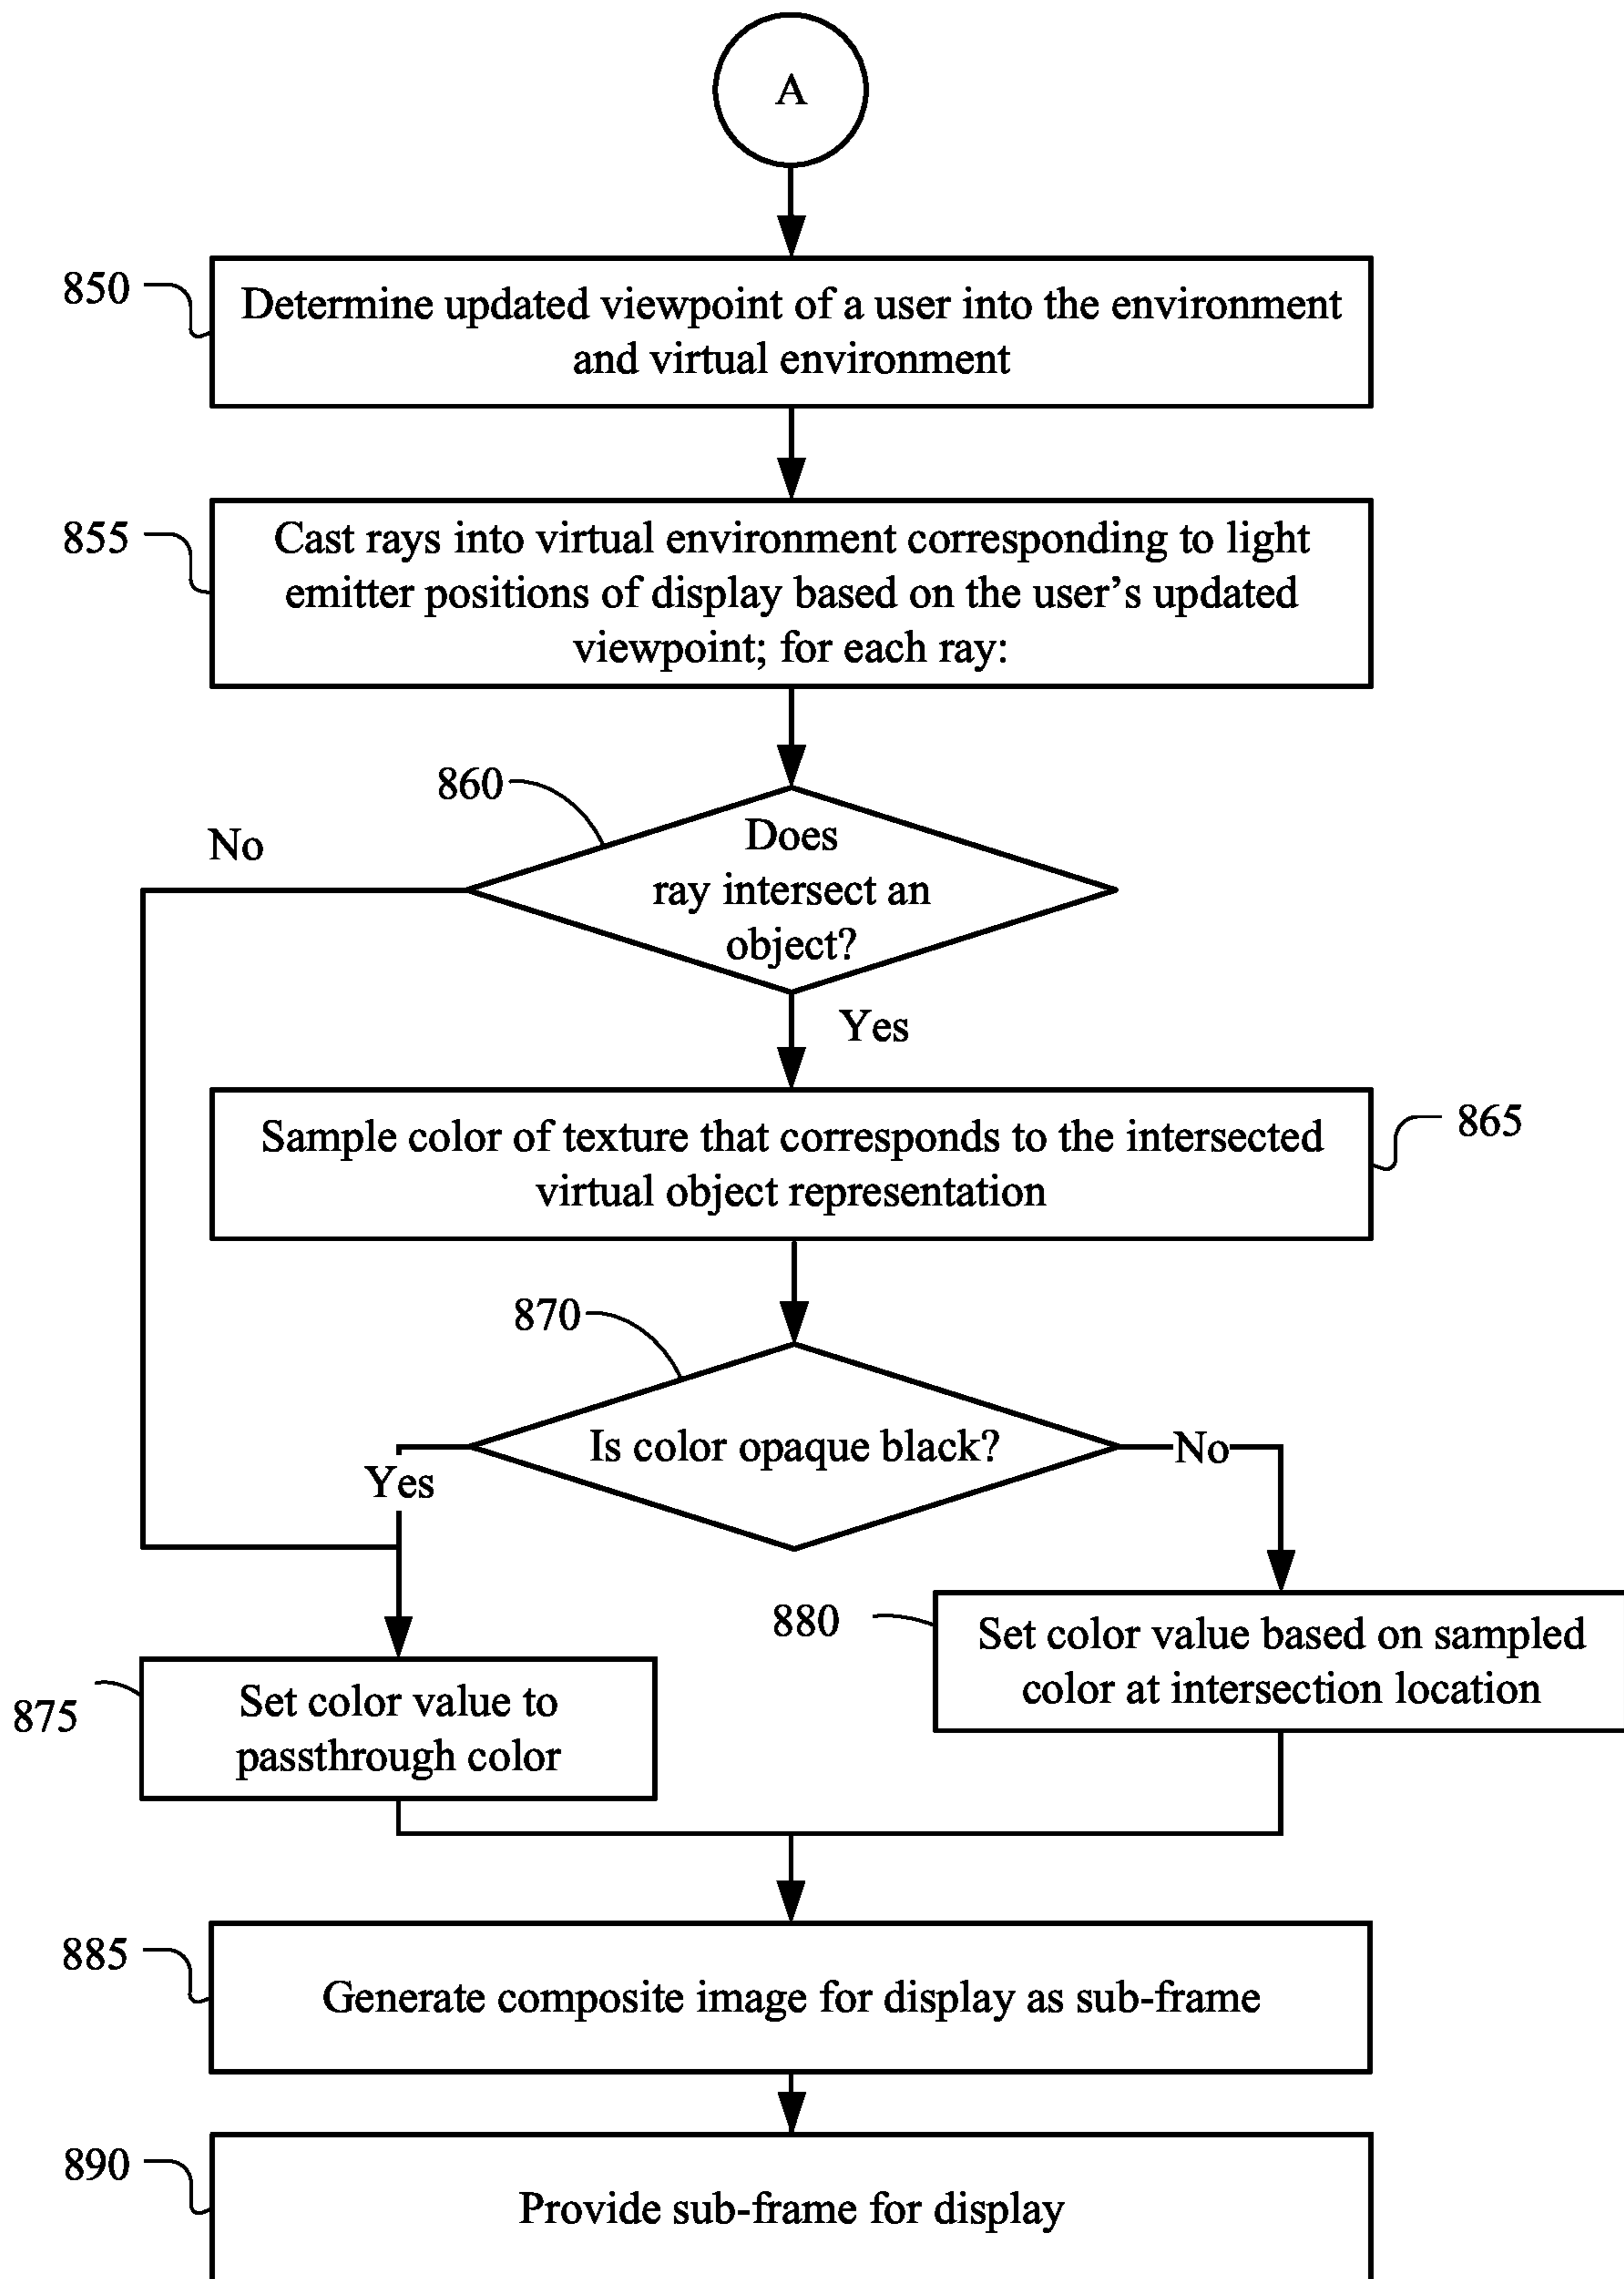 A
850
Determine updated viewpoint of a user into the environment
and virtual environment
855
Cast rays into virtual environment corresponding to light
emitter positions of display based on the user’s updated
viewpoint; for each ray:
860
No
Does
ray intersect an
object?
Yes
Sample color of texture that corresponds to the intersected
virtual object representation
865
870
Is color opaque black?
Yes
No
880
Set color value based on sampled
color at intersection location
875
Set color value to
passthrough color
885
Generate composite image for display as sub-frame
890
Provide sub-frame for display